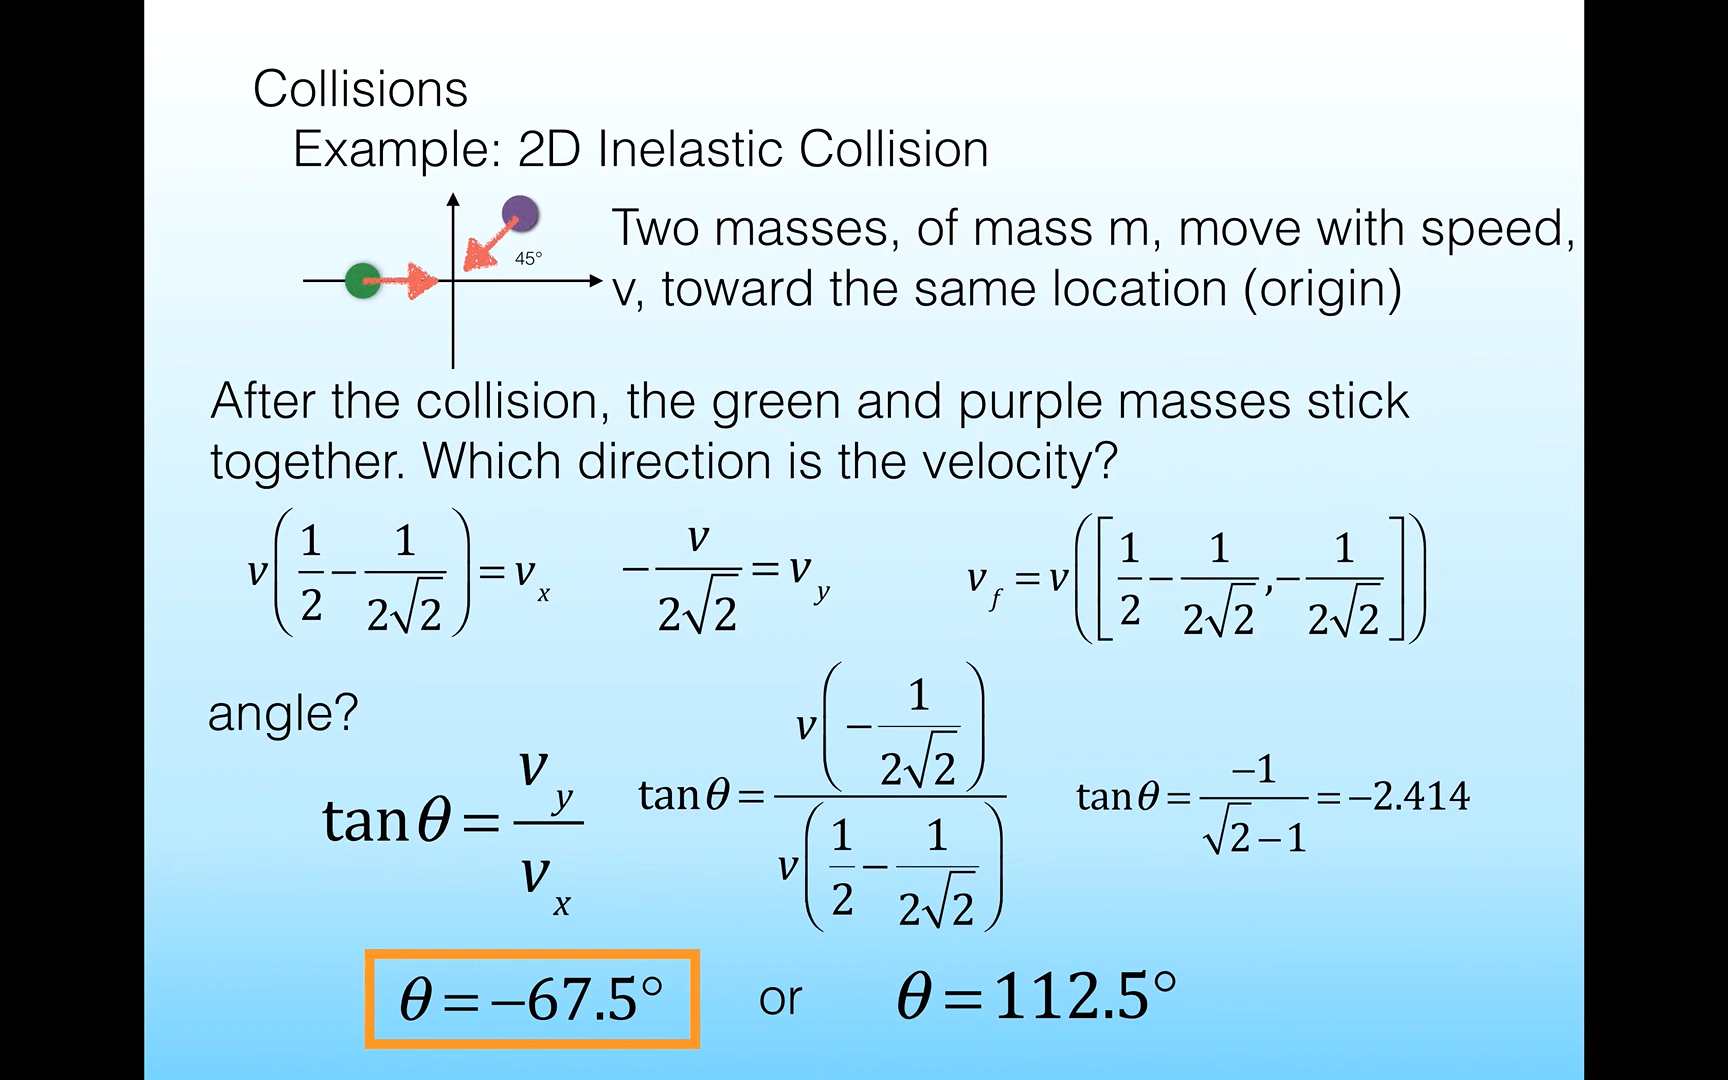 Collisions
Example: 2D Inelastic Collision
45°
Two masses, of mass m, move with speed,
v, toward the same location (origin)
After the collision, the green and purple masses stick
together. Which direction is the velocity?
v(1/2 − 1/(2√2)) = v_x
−v/(2√2) = v_y
v_f = v([1/2 − 1/(2√2), −1/(2√2)])
angle?
tanθ = v_y/v_x
tanθ = v(−1/(2√2)) / v(1/2 − 1/(2√2))
tanθ = −1/(√2−1) = −2.414
θ = −67.5° or θ = 112.5°